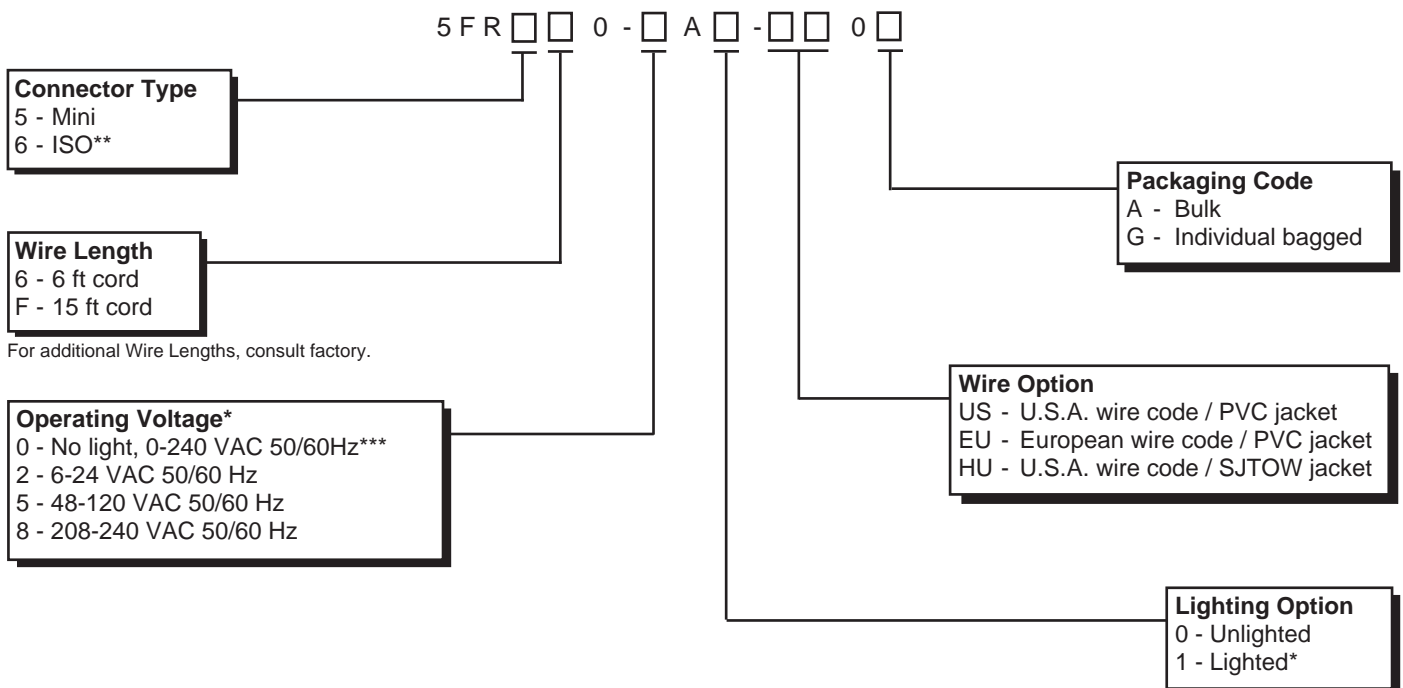 5 F R □ □ 0 - □ A □ - □ □ 0 □
Connector Type
5 - Mini
6 - ISO**
Packaging Code
A - Bulk
G - Individual bagged
Wire Length
6 - 6 ft cord
F - 15 ft cord
For additional Wire Lengths, consult factory.
Wire Option
US - U.S.A. wire code / PVC jacket
EU - European wire code / PVC jacket
HU - U.S.A. wire code / SJTOW jacket
Operating Voltage*
0 - No light, 0-240 VAC 50/60Hz***
2 - 6-24 VAC 50/60 Hz
5 - 48-120 VAC 50/60 Hz
8 - 208-240 VAC 50/60 Hz
Lighting Option
0 - Unlighted
1 - Lighted*